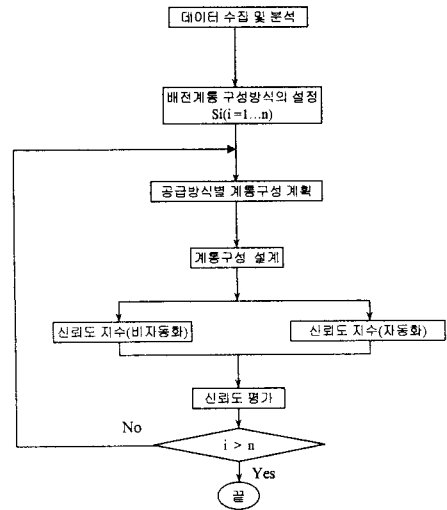 데이터 수집 및 분석
배전계통 구성방식의 설정
Si(i =1...n)
공급방식별 계통구성 계획
계통구성 설계
신뢰도 지수(비자동화)
신뢰도 지수(자동화)
신뢰도 평가
No
i > n
Yes
끝